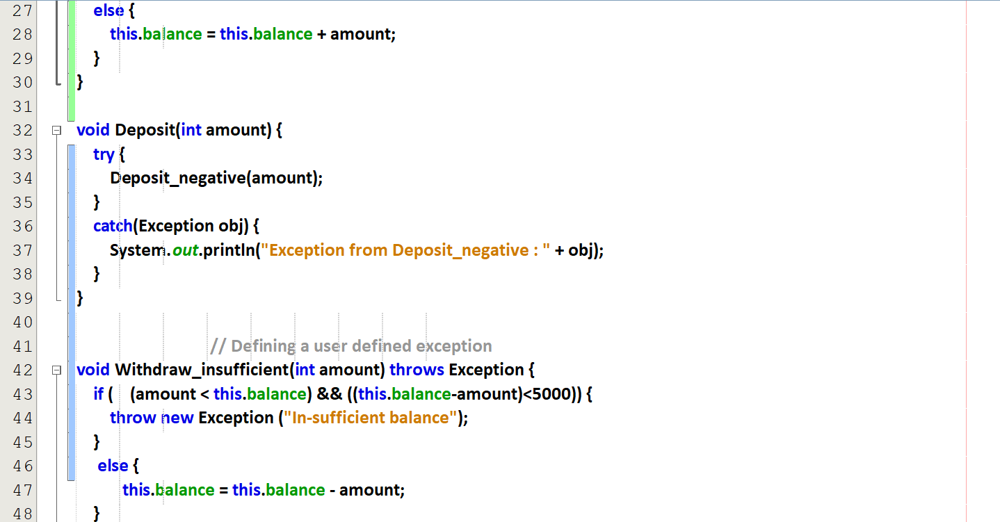 27 else {
28 this.balance = this.balance + amount;
29 }
30 }
31
32 void Deposit(int amount) {
33 try {
34 Deposit_negative(amount);
35 }
36 catch(Exception obj) {
37 System.out.println("Exception from Deposit_negative : " + obj);
38 }
39 }
40
41 // Defining a user defined exception
42 void Withdraw_insufficient(int amount) throws Exception {
43 if ( (amount < this.balance) && ((this.balance-amount)<5000)) {
44 throw new Exception ("In-sufficient balance");
45 }
46 else {
47 this.balance = this.balance - amount;
48 }